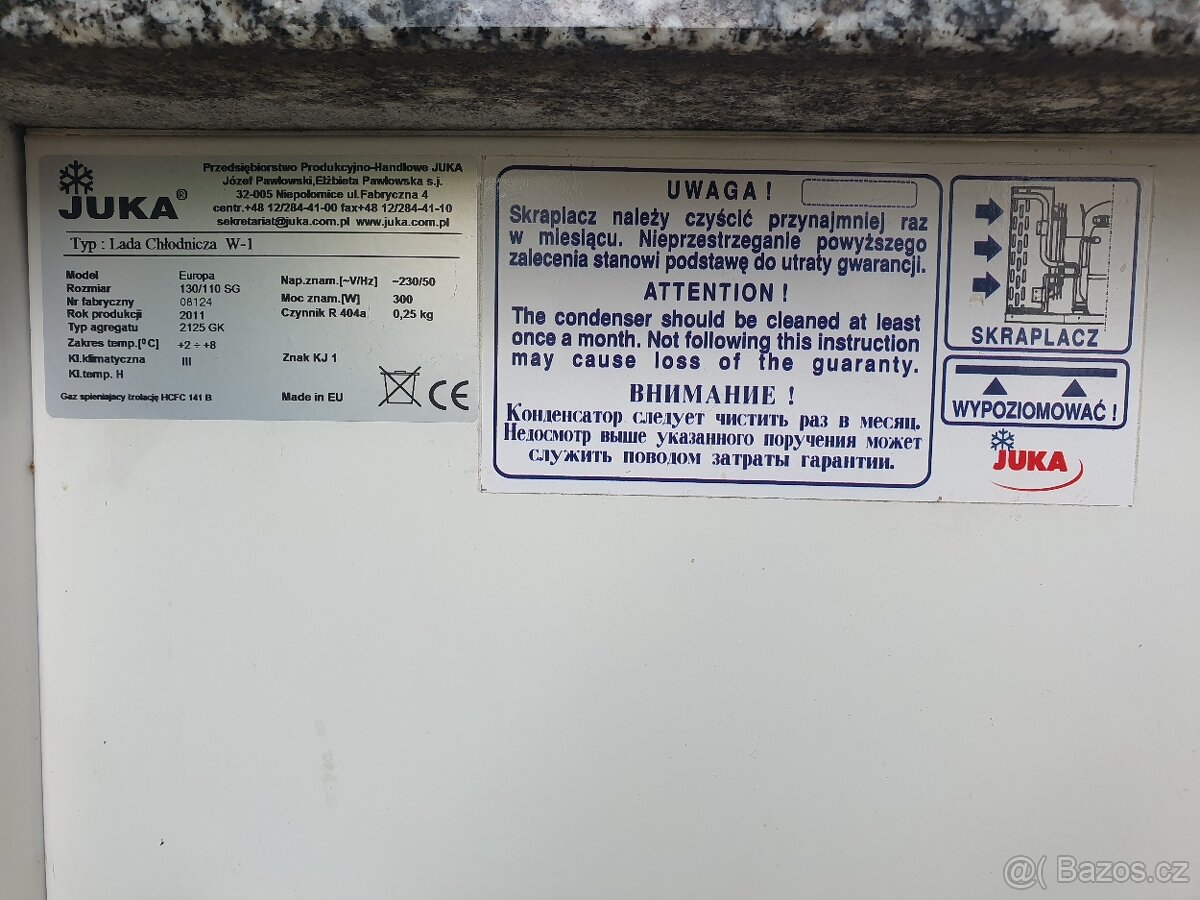 JUKA®
Przedsiębiorstwo Produkcyjno-Handlowe JUKA
Józef Pawłowski,Elżbieta Pawłowska s.j.
32-005 Niepołomice ul.Fabryczna 4
centr.+48 12/284-41-00 fax+48 12/284-41-10
sekretariat@juka.com.pl www.juka.com.pl
Typ : Lada Chłodnicza W-1
Model Europa
Rozmiar 130/110 SG
Nr fabryczny 08124
Rok produkcji 2011
Typ agregatu 2125 GK
Zakres temp.[⁰C] +2 ÷ +8
Kl.klimatyczna III
Kl.temp. H
Gaz spieniający izolację HCFC 141 B
Nap.znam.[~V/Hz] ~230/50
Moc znam.[W] 300
Czynnik R 404a 0,25 kg
Znak KJ 1
Made in EU
CE
UWAGA !
Skraplacz należy czyścić przynajmniej raz
w miesiącu. Nieprzestrzeganie powyższego
zalecenia stanowi podstawę do utraty gwarancji.
ATTENTION !
The condenser should be cleaned at least
once a month. Not following this instruction
may cause loss of the guaranty.
ВНИМАНИЕ !
Конденсатор следует чистить раз в месяц.
Недосмотр выше указанного поручения может
служить поводом затраты гарантии.
SKRAPLACZ
WYPOZIOMOWAĆ !
JUKA
@( Bazos.cz